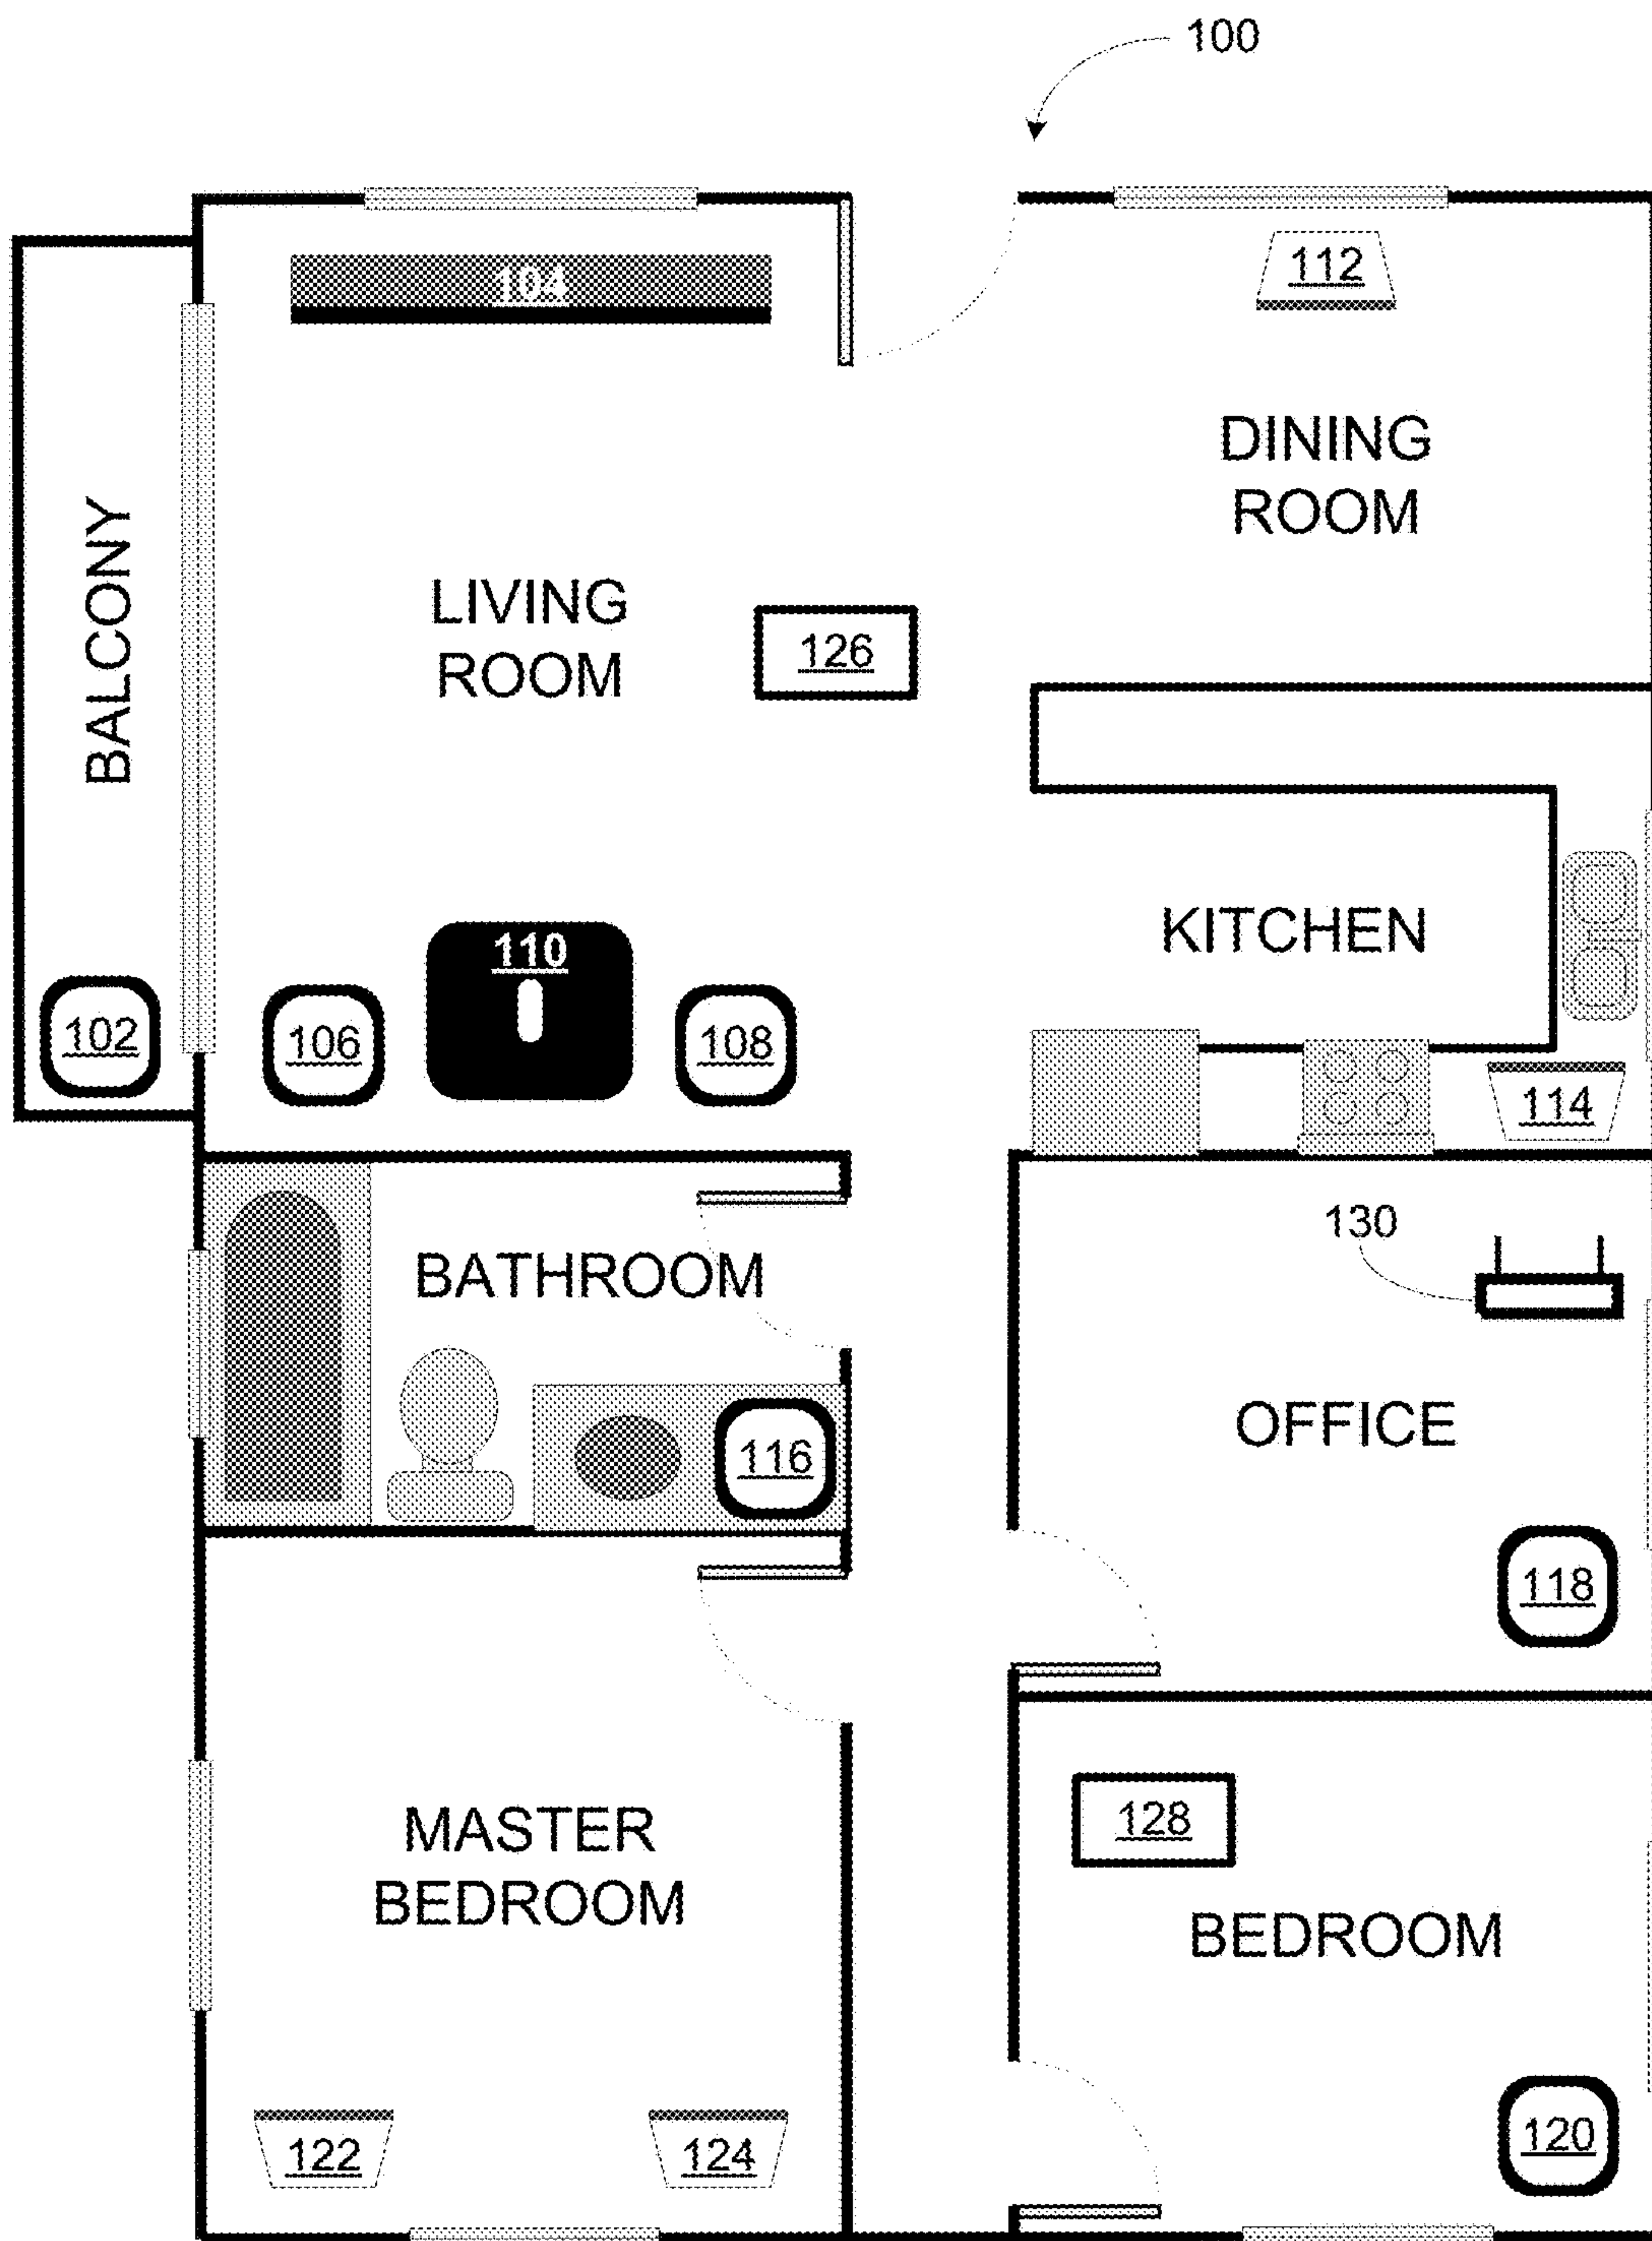 100
104
112
DINING
ROOM
BALCONY
LIVING
ROOM
126
KITCHEN
110
102
106
108
114
130
BATHROOM
OFFICE
116
118
128
MASTER
BEDROOM
BEDROOM
122
124
120